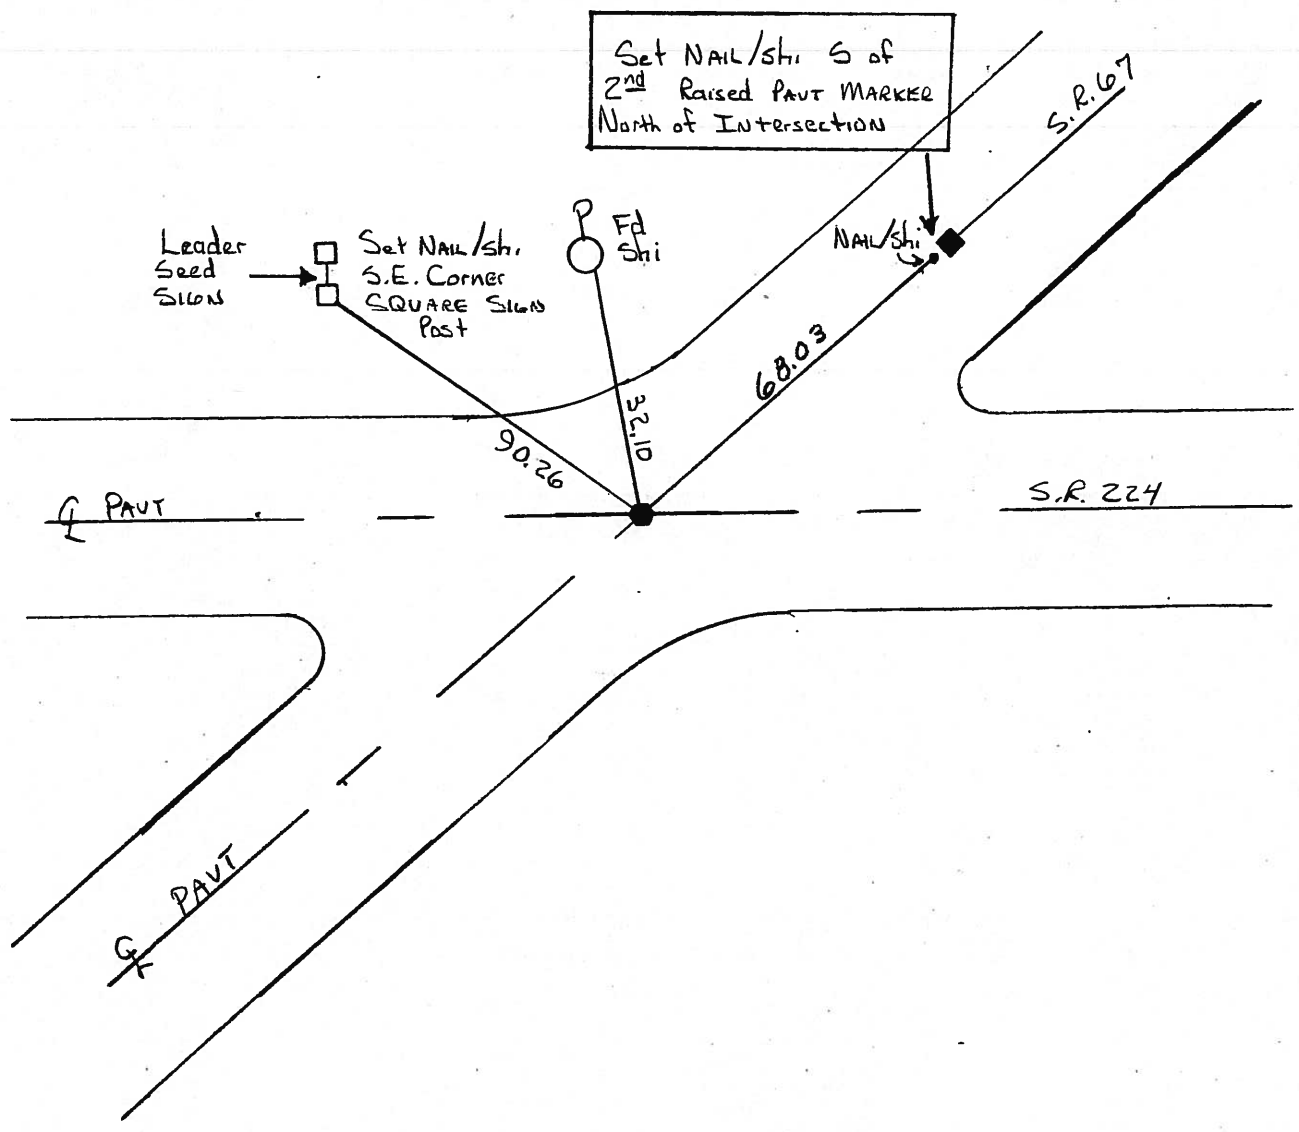 Set NAIL/shi S of
2nd Raised PAVT MARKER
North of INtersectION
S.R. 67
Leader
Seed
SIGN
Set NAIL/shi
S.E. Corner
SQUARE SIGN
Post
P
Fd
Shi
NAIL/shi
68.03
32.10
90.26
℄ PAVT
S.R. 224
℄ PAVT